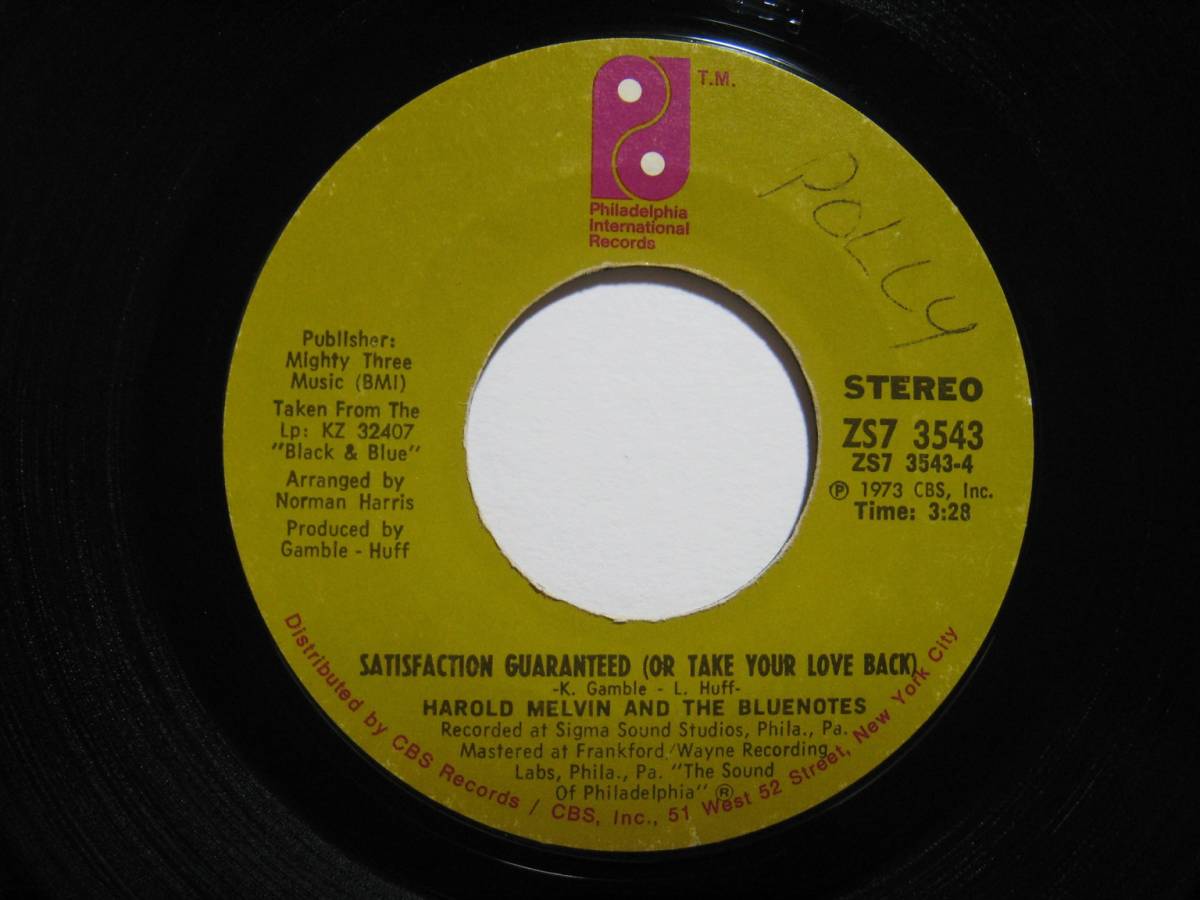 T.M.
Philadelphia
International
Records
POLLY
Publisher:
Mighty Three
Music (BMI)
Taken From The
Lp: KZ 32407
"Black & Blue"
Arranged by
Norman Harris
Produced by
Gamble - Huff
STEREO
ZS7 3543
ZS7 3543-4
℗ 1973 CBS, Inc.
Time: 3:28
SATISFACTION GUARANTEED (OR TAKE YOUR LOVE BACK)
-K. Gamble - L. Huff-
HAROLD MELVIN AND THE BLUENOTES
Recorded at Sigma Sound Studios, Phila., Pa.
Mastered at Frankford/Wayne Recording
Labs, Phila., Pa. "The Sound
Of Philadelphia" ®
Distributed by CBS Records / CBS, Inc., 51 West 52 Street, New York City